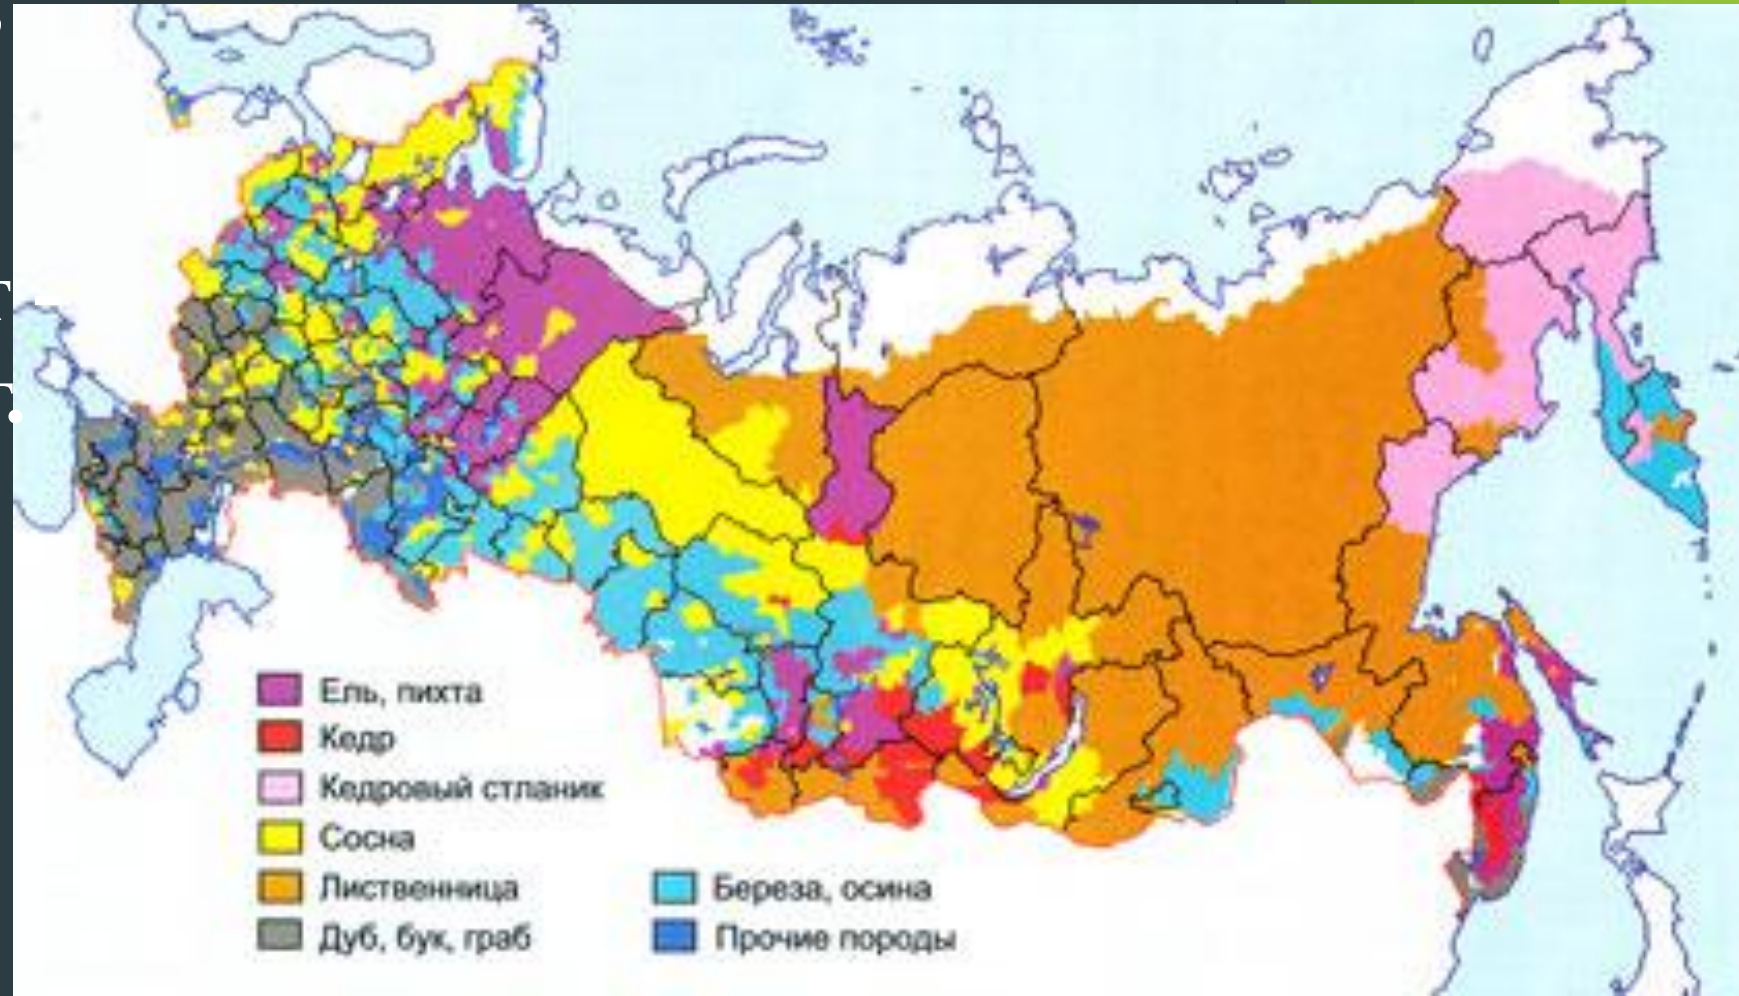 Ель, пихта
Кедр
Кедровый стланик
Сосна
Лиственница
Дуб, бук, граб
Береза, осина
Прочие породы